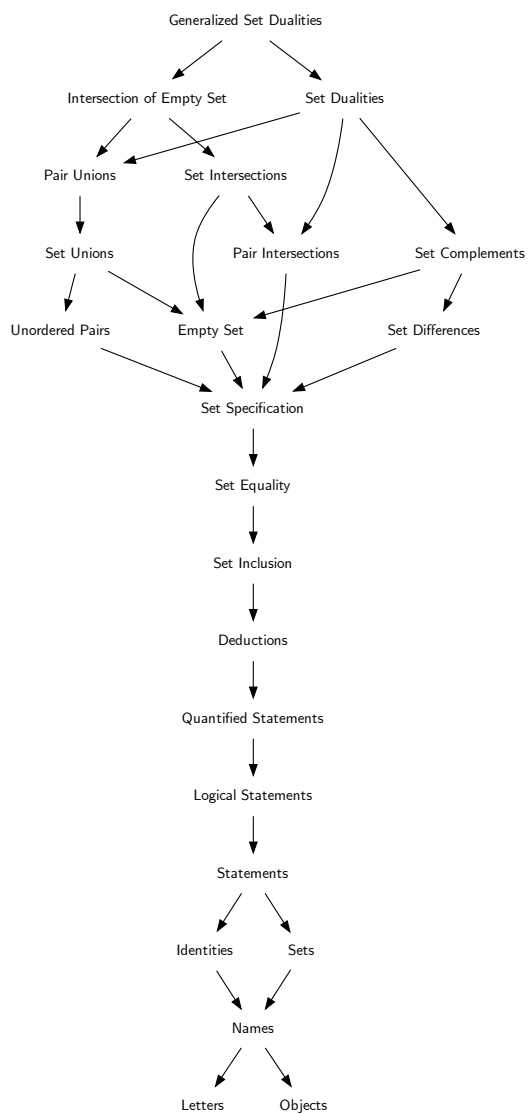 Generalized Set Dualities
Intersection of Empty Set
Set Dualities
Pair Unions
Set Intersections
Set Unions
Pair Intersections
Set Complements
Unordered Pairs
Empty Set
Set Differences
Set Specification
Set Equality
Set Inclusion
Deductions
Quantified Statements
Logical Statements
Statements
Identities
Sets
Names
Letters
Objects